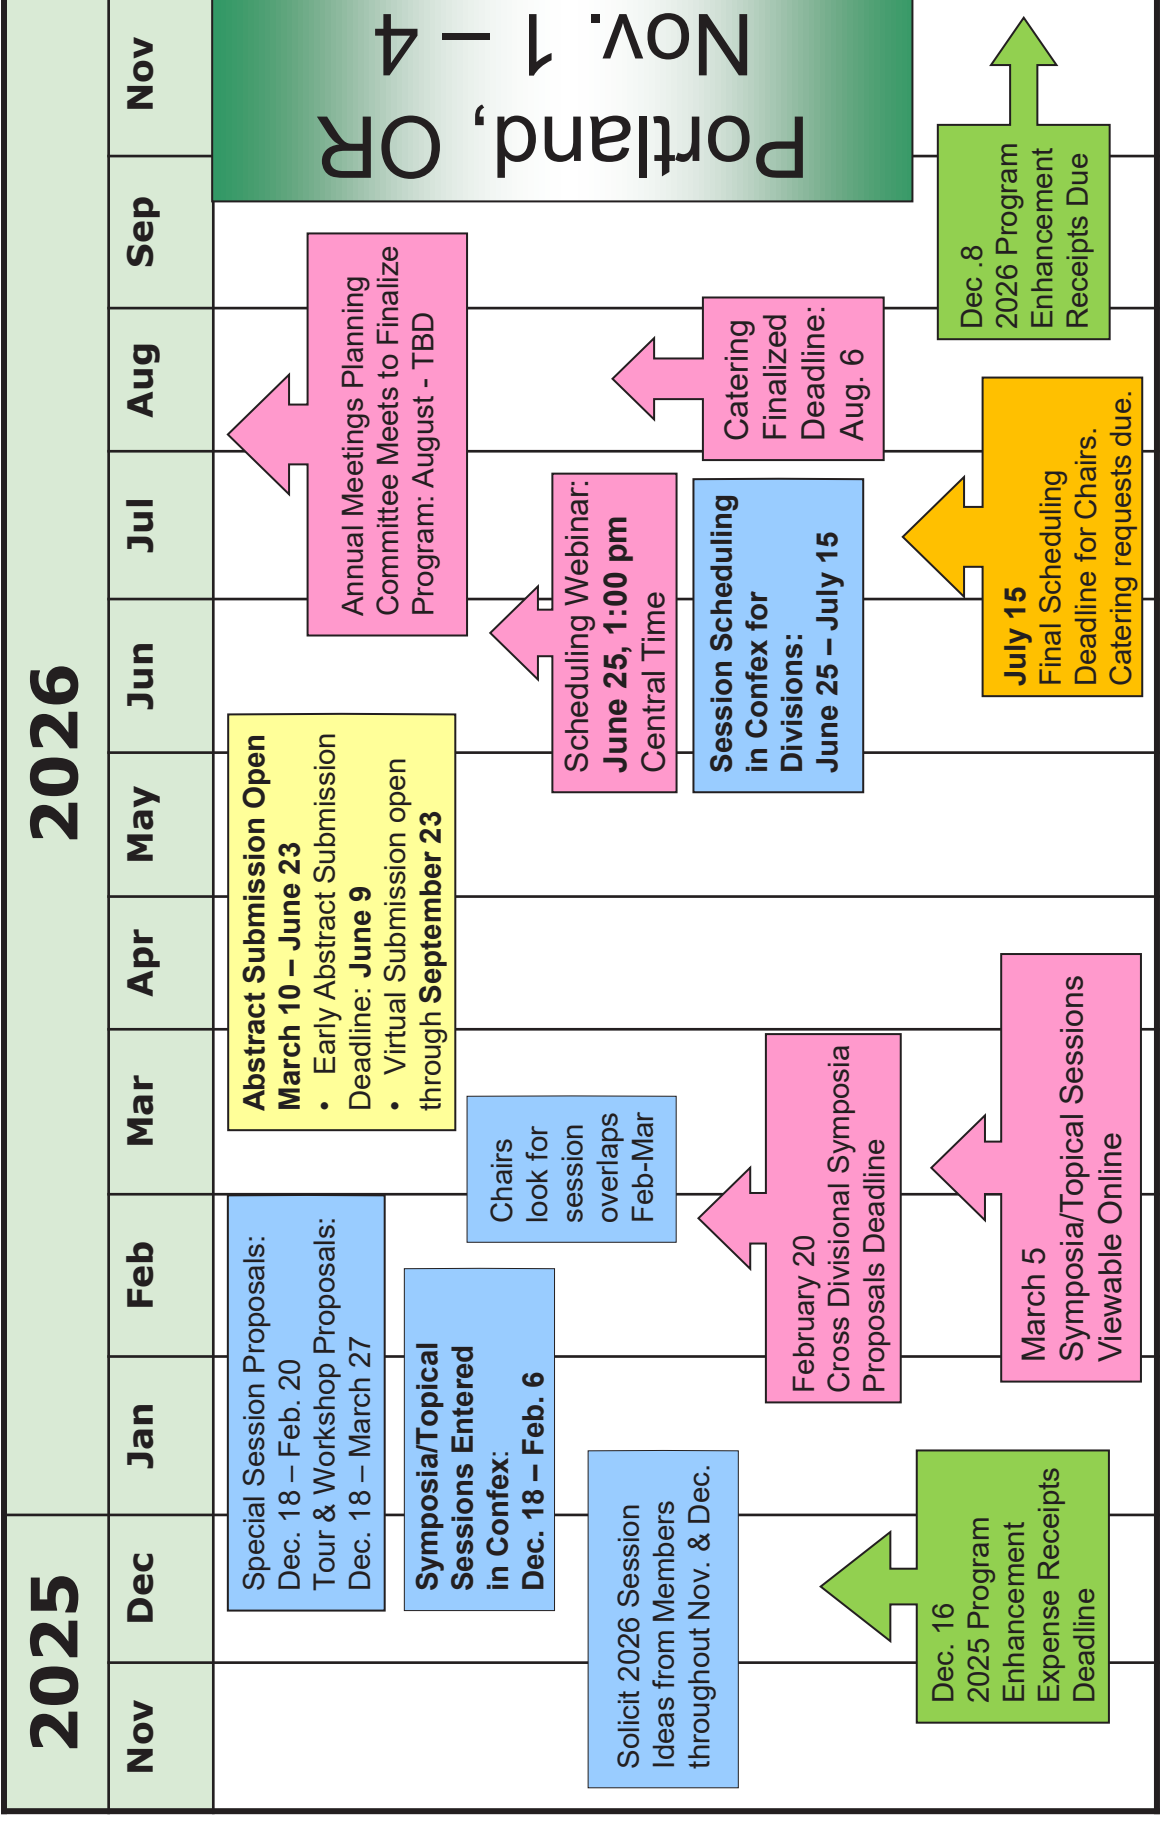 2025
2026
Nov
Dec
Jan
Feb
Mar
Apr
May
Jun
Jul
Aug
Sep
Nov
Special Session Proposals:
Dec. 18 – Feb. 20
Tour & Workshop Proposals:
Dec. 18 – March 27
Symposia/Topical
Sessions Entered
in Confex:
Dec. 18 – Feb. 6
Solicit 2026 Session
Ideas from Members
throughout Nov. & Dec.
Dec. 16
2025 Program
Enhancement
Expense Receipts
Deadline
Abstract Submission Open
March 10 – June 23
• Early Abstract Submission
Deadline: June 9
• Virtual Submission open
through September 23
Chairs
look for
session
overlaps
Feb-Mar
February 20
Cross Divisional Symposia
Proposals Deadline
March 5
Symposia/Topical Sessions
Viewable Online
Annual Meetings Planning
Committee Meets to Finalize
Program: August - TBD
Scheduling Webinar:
June 25, 1:00 pm
Central Time
Session Scheduling
in Confex for
Divisions:
June 25 – July 15
Catering
Finalized
Deadline:
Aug. 6
July 15
Final Scheduling
Deadline for Chairs.
Catering requests due.
Dec .8
2026 Program
Enhancement
Receipts Due
Portland, OR
Nov. 1 – 4